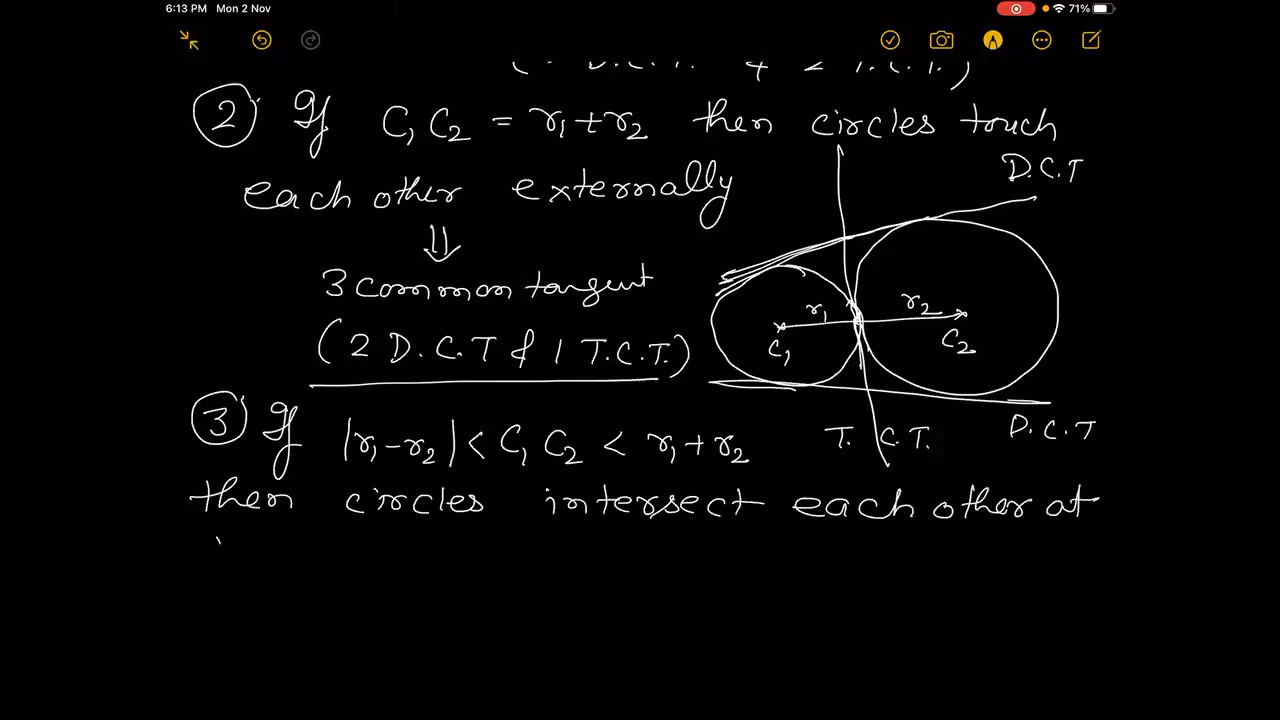 6:13 PM Mon 2 Nov
71%
② If C₁C₂ = r₁+r₂ then circles touch
each other externally
⇓
3 common tangent
(2 D.C.T & 1 T.C.T.)
D.C.T
r₁
r₂
C₁
C₂
T.C.T.
D.C.T
③ If |r₁-r₂| < C₁C₂ < r₁+r₂
then circles intersect each other at